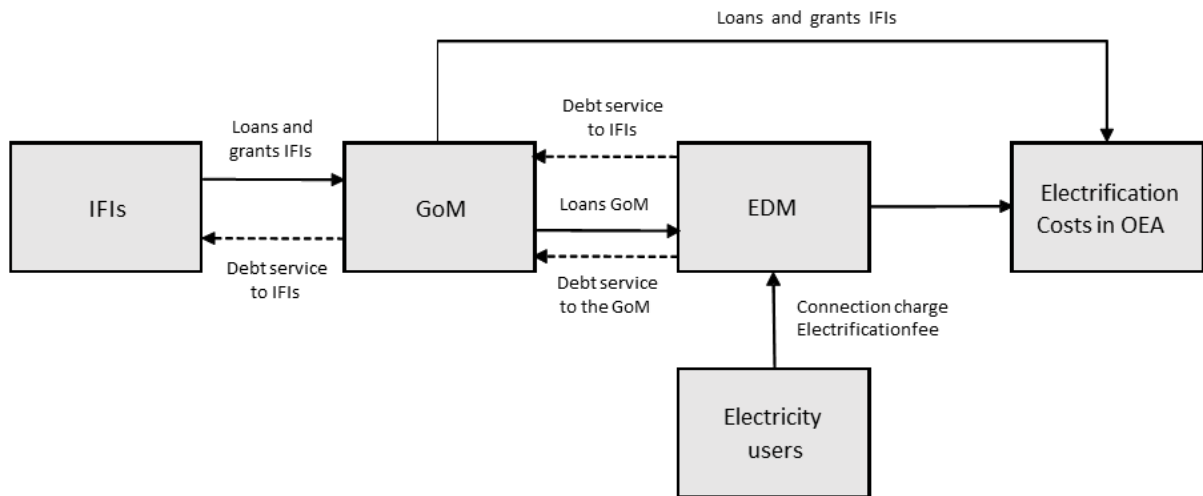 Loans and grants IFIs
Debt service
to IFIs
Loans and
grants IFIs
IFIs
GoM
Loans GoM
EDM
Electrification
Costs in OEA
Debt service
to IFIs
Debt service
to the GoM
Connection charge
Electrificationfee
Electricity
users